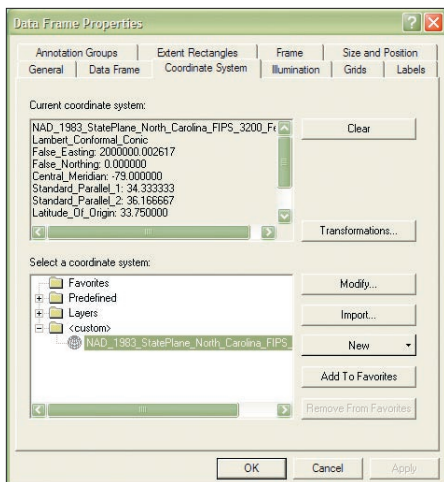 Data Frame Properties
Annotation Groups Extent Rectangles Frame Size and Position
General Data Frame Coordinate System Illumination Grids Labels
Current coordinate system:
NAD_1983_StatePlane_North_Carolina_FIPS_3200_Fe
Lambert_Conformal_Conic
False_Easting: 2000000.002617
False_Northing: 0.000000
Central_Meridian: -79.000000
Standard_Parallel_1: 34.333333
Standard_Parallel_2: 36.166667
Latitude_Of_Origin: 33.750000
Clear
Transformations...
Select a coordinate system:
Favorites
Predefined
Layers
<custom>
NAD_1983_StatePlane_North_Carolina_FIPS_
Modify...
Import...
New
Add To Favorites
Remove From Favorites
OK Cancel Apply